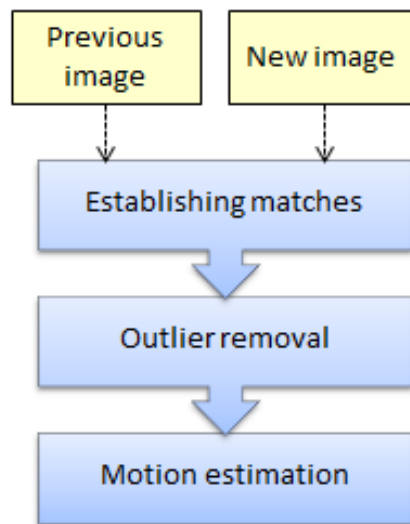 Previous
image
New image
Establishing matches
Outlier removal
Motion estimation